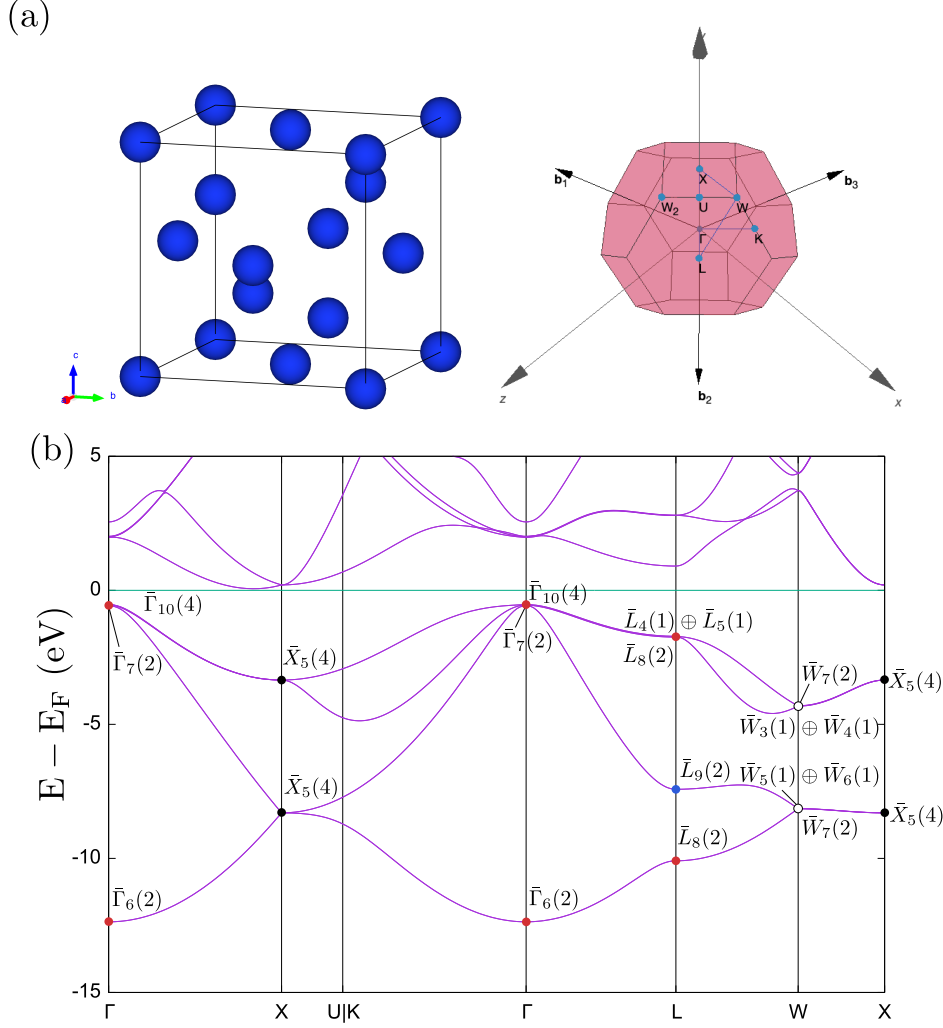 (a)
c
a
b
y
b₁
b₃
X
W₂
U
W
Γ
K
L
b₂
z
x
(b)
E − E_F (eV)
5
0
-5
-10
-15
Γ̄₁₀(4)
Γ̄₇(2)
X̄₅(4)
X̄₅(4)
Γ̄₆(2)
Γ̄₁₀(4)
Γ̄₇(2)
Γ̄₆(2)
L̄₄(1) ⊕ L̄₅(1)
L̄₈(2)
L̄₉(2)
L̄₈(2)
W̄₇(2)
W̄₃(1) ⊕ W̄₄(1)
W̄₅(1) ⊕ W̄₆(1)
W̄₇(2)
X̄₅(4)
X̄₅(4)
Γ X U|K Γ L W X